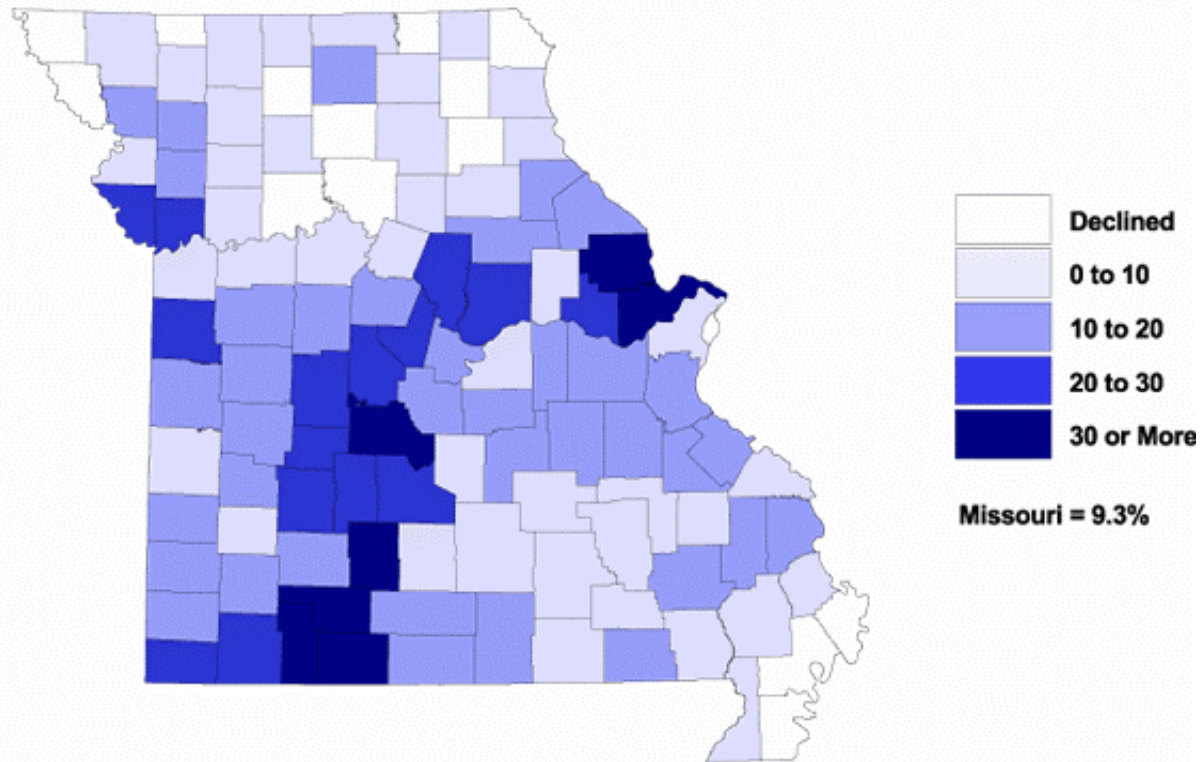 Declined
0 to 10
10 to 20
20 to 30
30 or More
Missouri = 9.3%